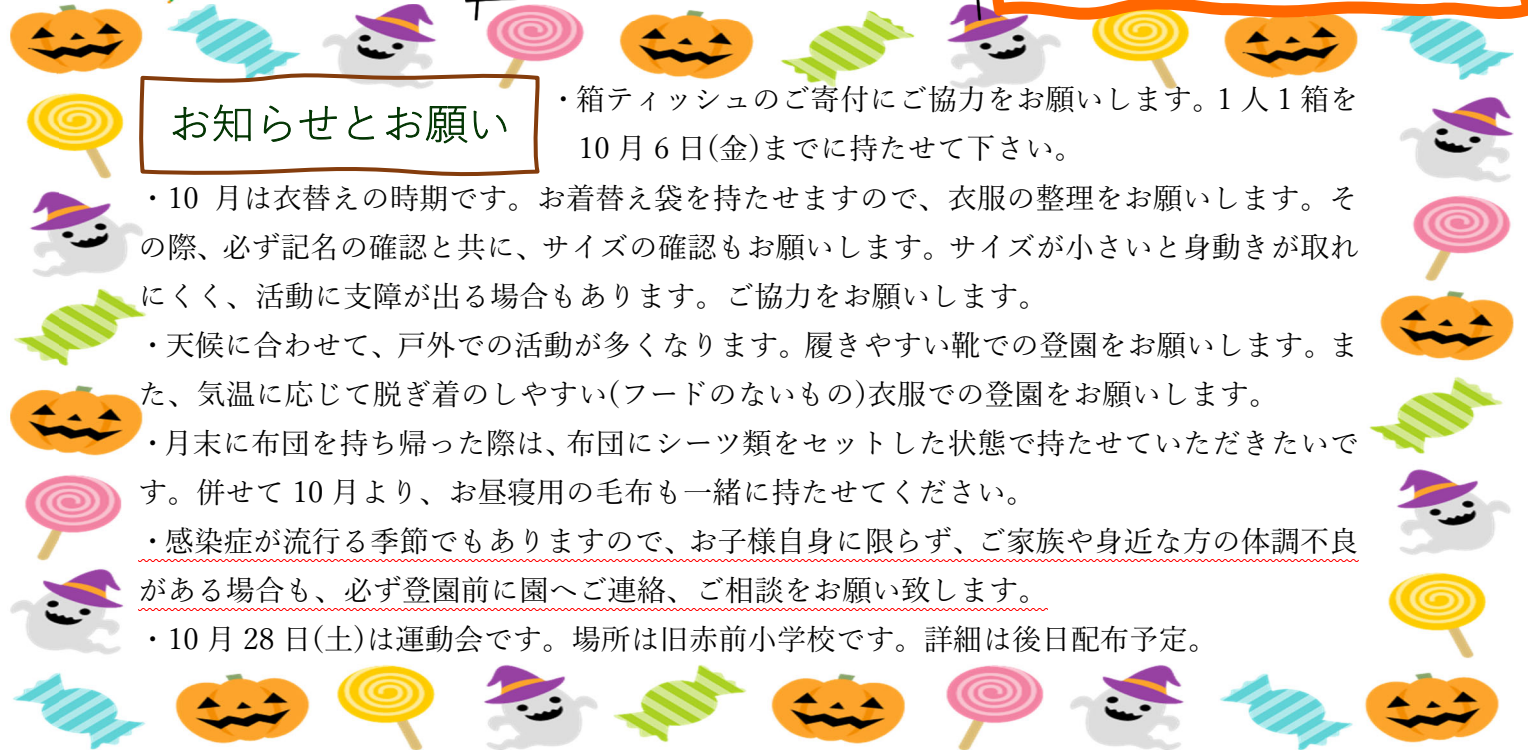 お知らせとお願い
・箱ティッシュのご寄付にご協力をお願いします。1人1箱を
10月6日(金)までに持たせて下さい。
・10 月は衣替えの時期です。お着替え袋を持たせますので、衣服の整理をお願いします。そ
の際、必ず記名の確認と共に、サイズの確認もお願いします。サイズが小さいと身動きが取れ
にくく、活動に支障が出る場合もあります。ご協力をお願いします。
・天候に合わせて、戸外での活動が多くなります。履きやすい靴での登園をお願いします。ま
た、気温に応じて脱ぎ着のしやすい(フードのないもの)衣服での登園をお願いします。
・月末に布団を持ち帰った際は、布団にシーツ類をセットした状態で持たせていただきたいで
す。併せて10月より、お昼寝用の毛布も一緒に持たせてください。
・感染症が流行る季節でもありますので、お子様自身に限らず、ご家族や身近な方の体調不良
がある場合も、必ず登園前に園へご連絡、ご相談をお願い致します。
・10月28日(土)は運動会です。場所は旧赤前小学校です。詳細は後日配布予定。